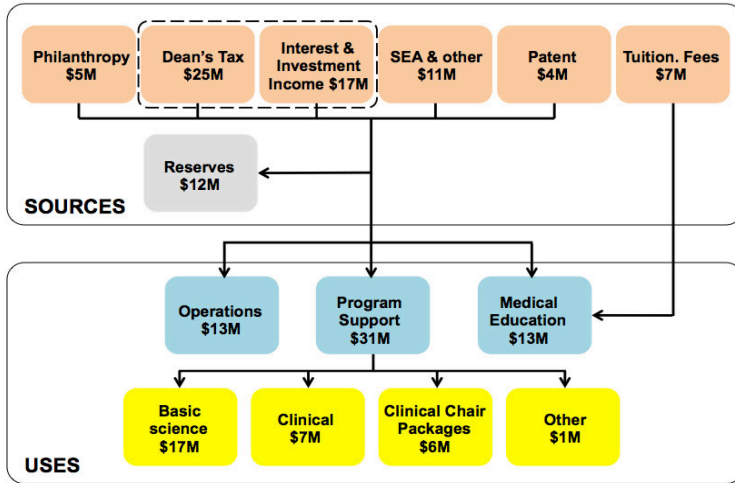 Philanthropy
$5M
Dean's Tax
$25M
Interest &
Investment
Income $17M
SEA & other
$11M
Patent
$4M
Tuition. Fees
$7M
Reserves
$12M
SOURCES
Operations
$13M
Program
Support
$31M
Medical
Education
$13M
Basic
science
$17M
Clinical
$7M
Clinical Chair
Packages
$6M
Other
$1M
USES